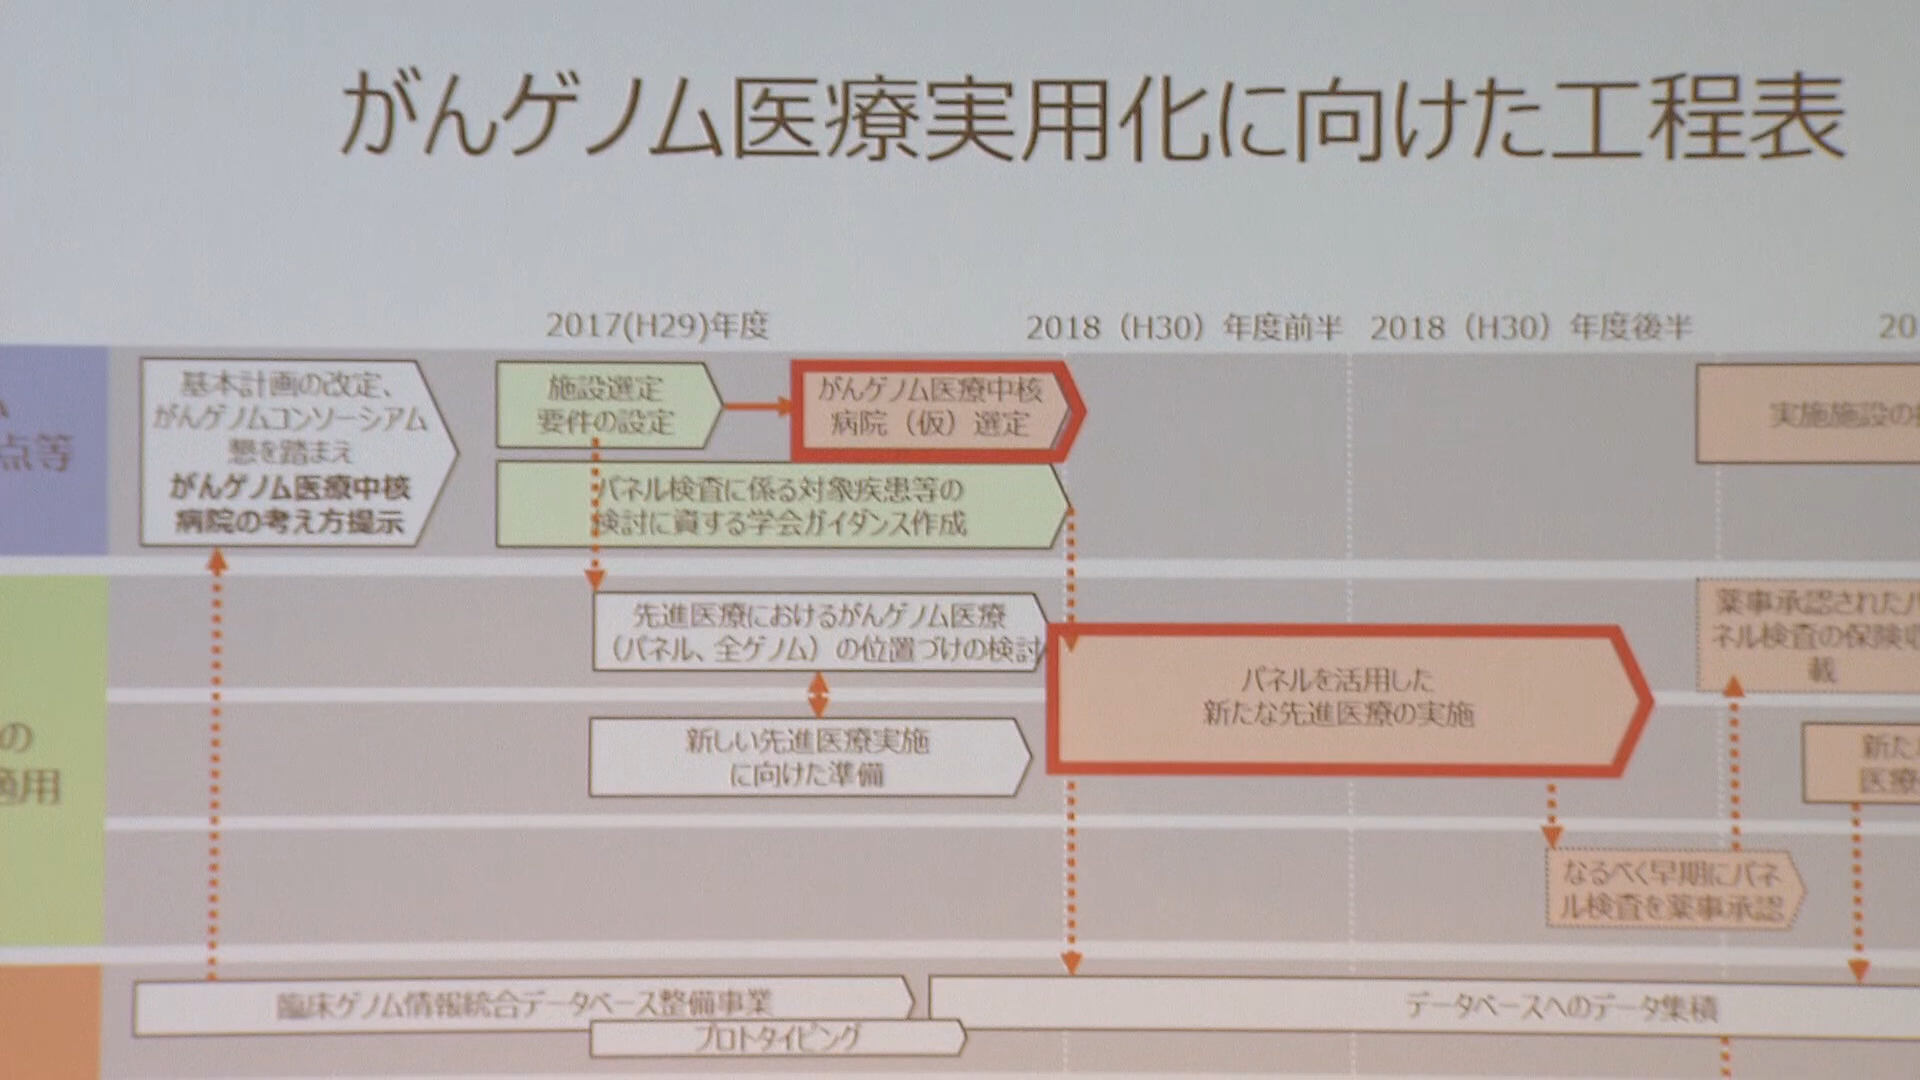 がんゲノム医療実用化に向けた工程表
2017(H29)年度
2018（H30）年度前半
2018（H30）年度後半
20
点等
基本計画の改定、
がんゲノムコンソーシアム
懇を踏まえ
がんゲノム医療中核
病院の考え方提示
施設選定
要件の設定
がんゲノム医療中核
病院（仮）選定
実施施設の
パネル検査に係る対象疾患等の
検討に資する学会ガイダンス作成
の
適用
先進医療におけるがんゲノム医療
（パネル、全ゲノム）の位置づけの検討
新しい先進医療実施
に向けた準備
パネルを活用した
新たな先進医療の実施
薬事承認されたパ
ネル検査の保険収
載
新た
医療
なるべく早期にパネ
ル検査を薬事承認
臨床ゲノム情報統合データベース整備事業
プロトタイピング
データベースへのデータ集積